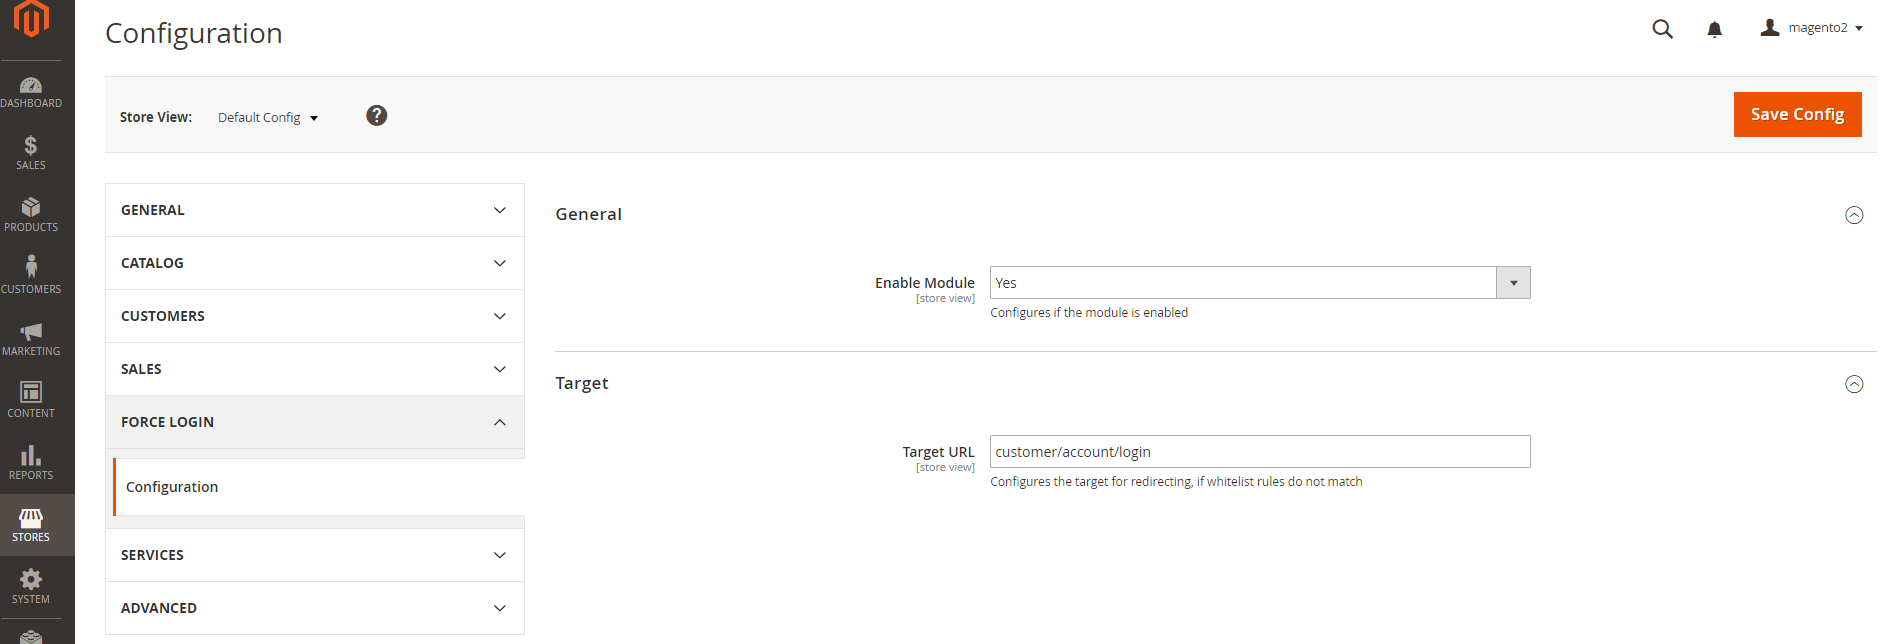 Configuration
magento2
DASHBOARD
SALES
PRODUCTS
CUSTOMERS
MARKETING
CONTENT
REPORTS
STORES
SYSTEM
Store View: Default Config ?
Save Config
GENERAL
CATALOG
CUSTOMERS
SALES
FORCE LOGIN
Configuration
SERVICES
ADVANCED
General
Enable Module Yes
[store view]
Configures if the module is enabled
Target
Target URL customer/account/login
[store view]
Configures the target for redirecting, if whitelist rules do not match